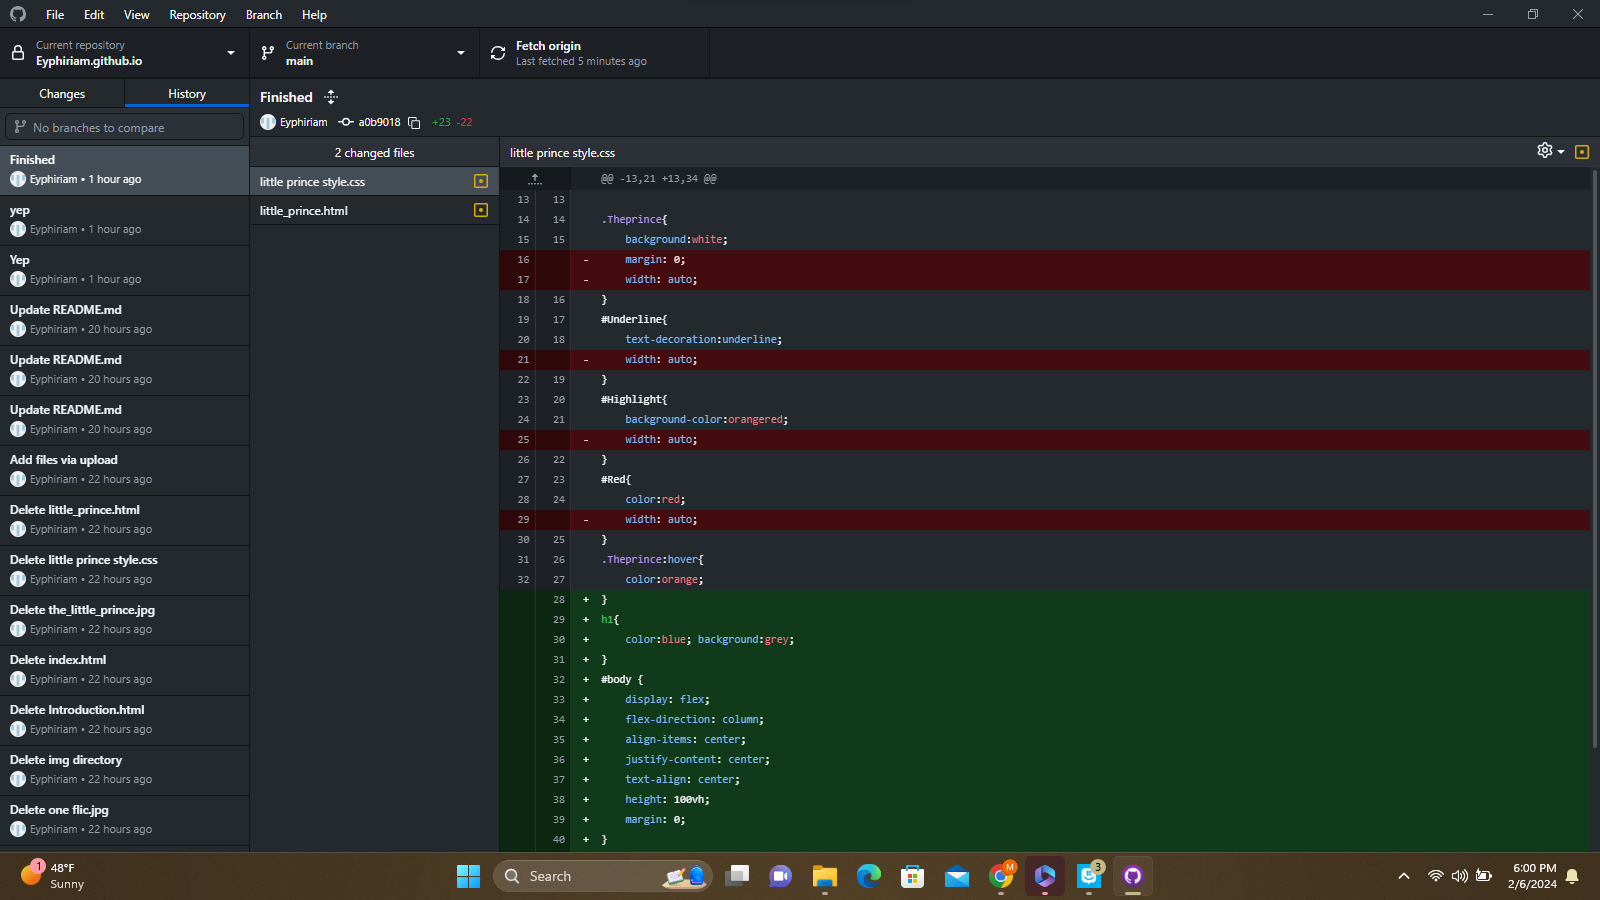 File Edit View Repository Branch Help
Current repository
Eyphiriam.github.io
Current branch
main
Fetch origin
Last fetched 5 minutes ago
Changes
History
No branches to compare
Finished
Eyphiriam • 1 hour ago
yep
Eyphiriam • 1 hour ago
Yep
Eyphiriam • 1 hour ago
Update README.md
Eyphiriam • 20 hours ago
Update README.md
Eyphiriam • 20 hours ago
Update README.md
Eyphiriam • 20 hours ago
Add files via upload
Eyphiriam • 22 hours ago
Delete little_prince.html
Eyphiriam • 22 hours ago
Delete little prince style.css
Eyphiriam • 22 hours ago
Delete the_little_prince.jpg
Eyphiriam • 22 hours ago
Delete index.html
Eyphiriam • 22 hours ago
Delete Introduction.html
Eyphiriam • 22 hours ago
Delete img directory
Eyphiriam • 22 hours ago
Delete one flic.jpg
Eyphiriam • 22 hours ago
Finished
Eyphiriam a0b9018 +23 -22
2 changed files
little prince style.css
little_prince.html
little prince style.css
@@ -13,21 +13,34 @@
13 13
14 14 .Theprince{
15 15 background:white;
16 - margin: 0;
17 - width: auto;
18 16 }
19 17 #Underline{
20 18 text-decoration:underline;
21 - width: auto;
22 19 }
23 20 #Highlight{
24 21 background-color:orangered;
25 - width: auto;
26 22 }
27 23 #Red{
28 24 color:red;
29 - width: auto;
30 25 }
31 26 .Theprince:hover{
32 27 color:orange;
28 + }
29 + h1{
30 + color:blue; background:grey;
31 + }
32 + #body {
33 + display: flex;
34 + flex-direction: column;
35 + align-items: center;
36 + justify-content: center;
37 + text-align: center;
38 + height: 100vh;
39 + margin: 0;
40 + }
1
48°F
Sunny
Search
M
3
6:00 PM
2/6/2024